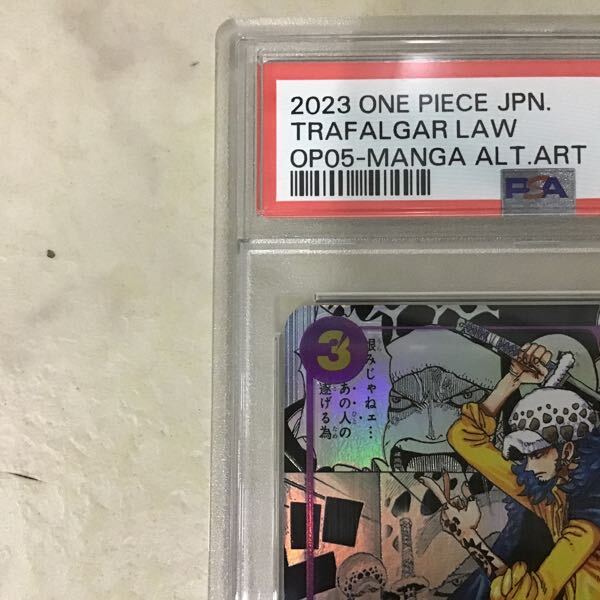 2023 ONE PIECE JPN.
TRAFALGAR LAW
OP05-MANGA ALT.ART
PSA
3
恨みじゃねェ…
あの人の
遂げる為